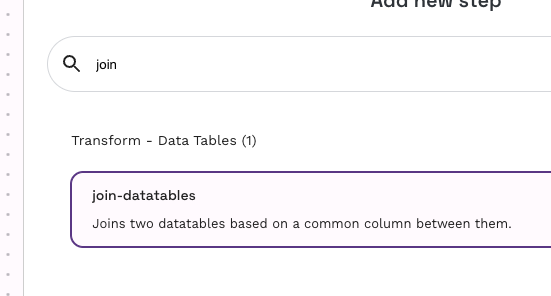 Add new step
join
Transform - Data Tables (1)
join-datatables
Joins two datatables based on a common column between them.